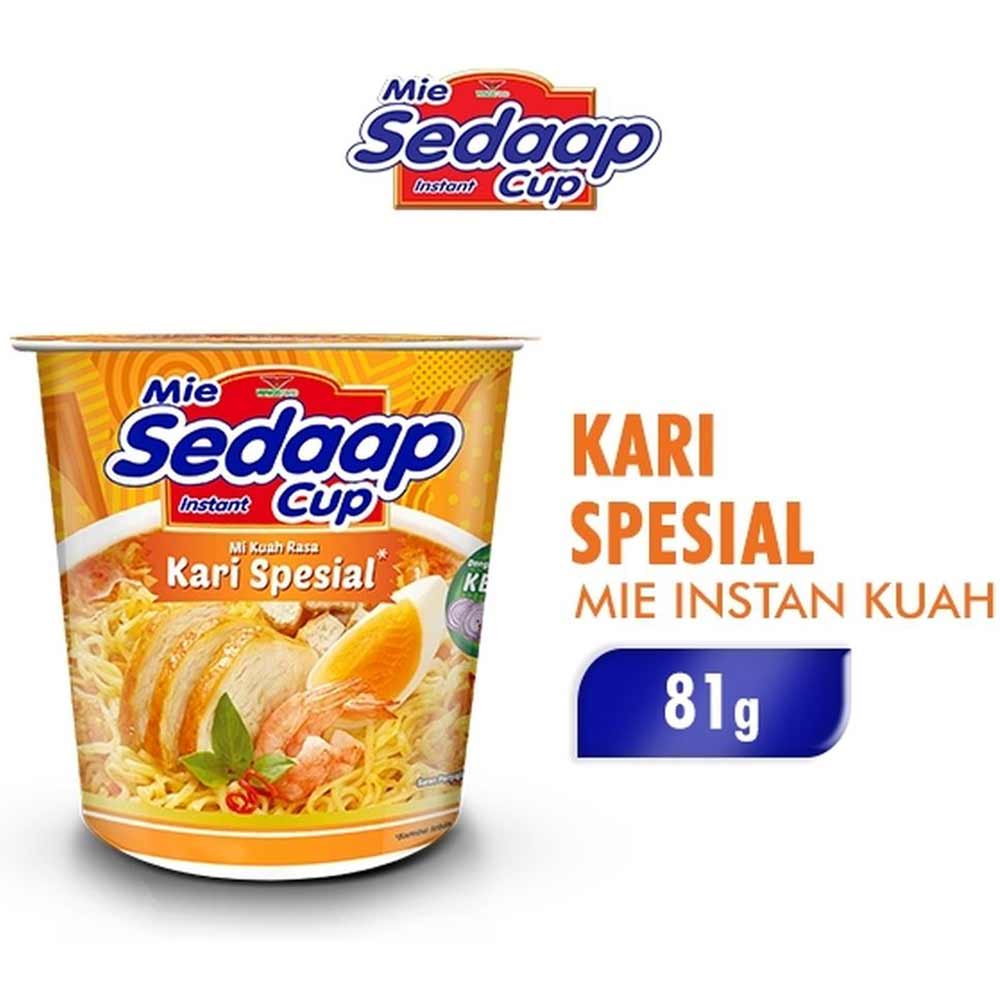 Mie
Sedaap
Instant Cup
Mie
Sedaap
Instant Cup
Mi Kuah Rasa
Kari Spesial*
KARI
SPESIAL
MIE INSTAN KUAH
81g